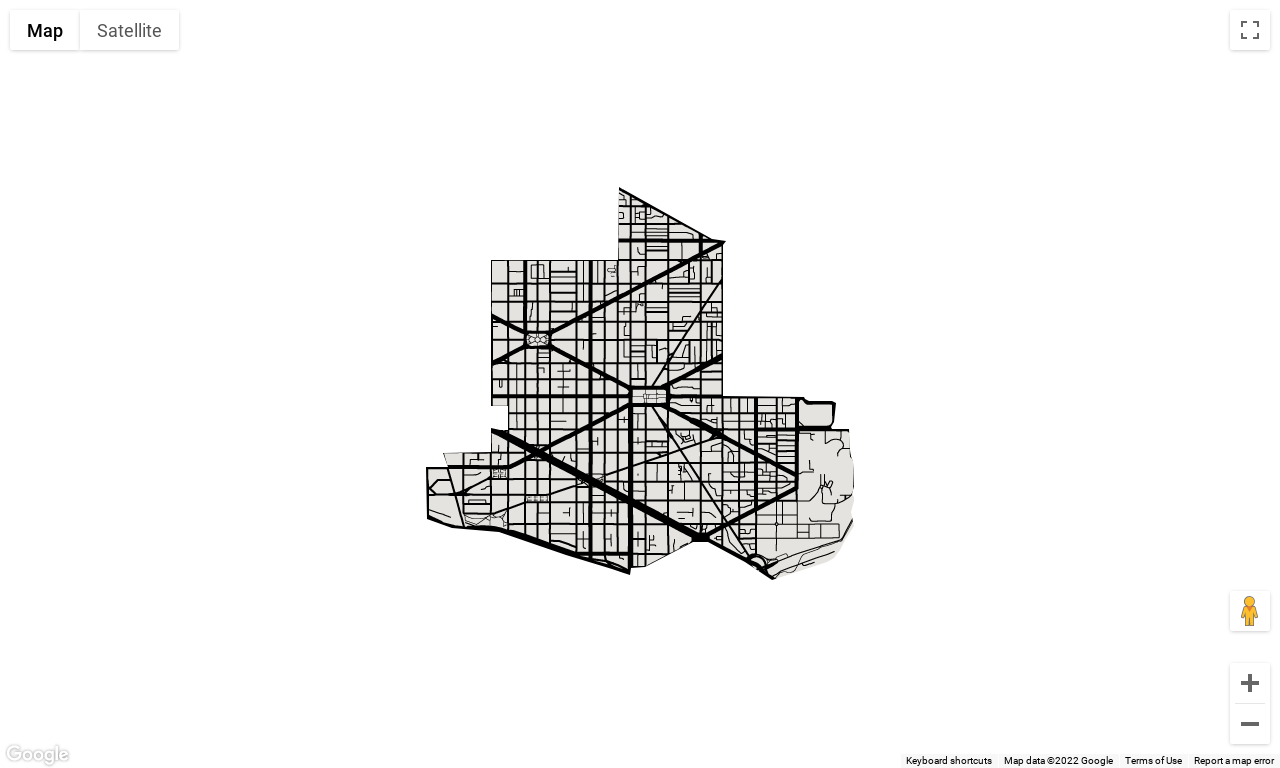 Map Satellite
Google
Keyboard shortcuts Map data ©2022 Google Terms of Use Report a map error